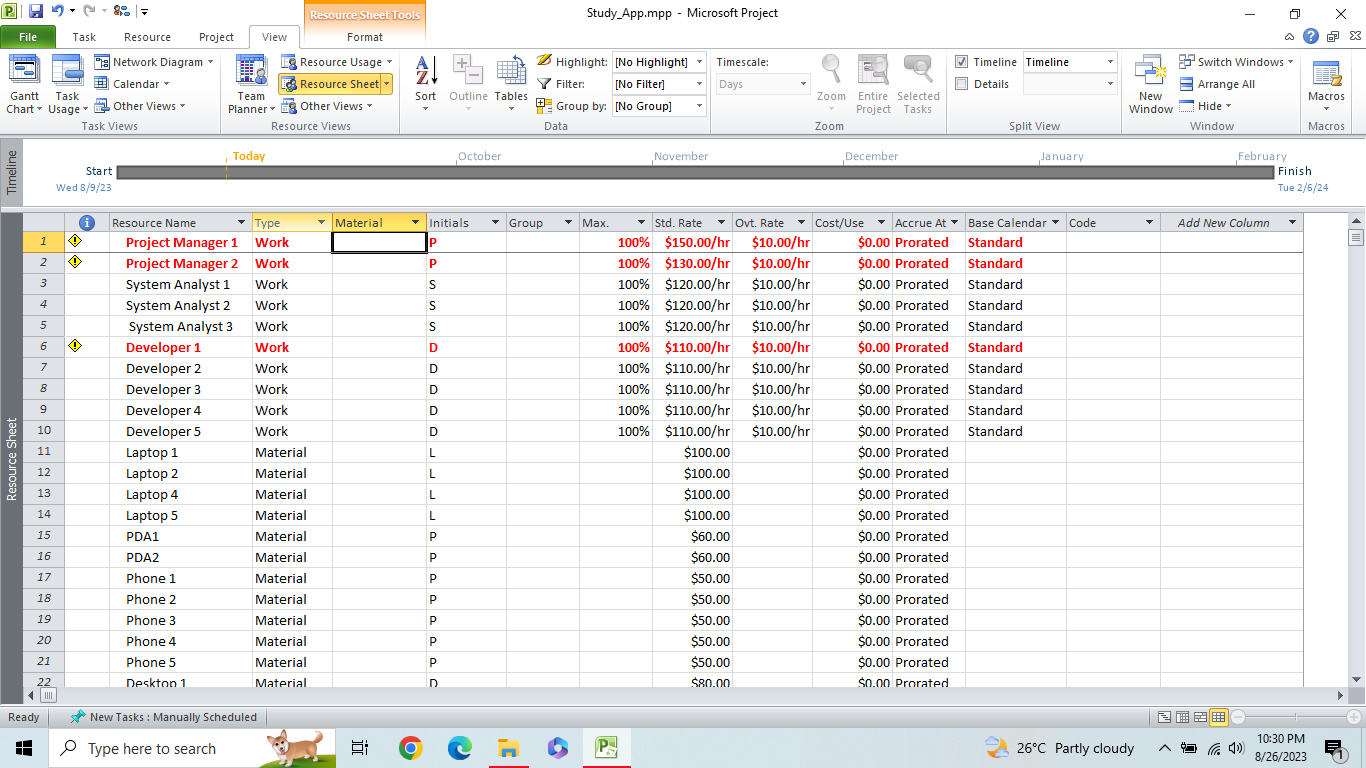 Study_App.mpp - Microsoft Project
Resource Sheet Tools
File Task Resource Project View Format
Gantt Chart
Task Usage
Network Diagram
Calendar
Other Views
Task Views
Team Planner
Resource Usage
Resource Sheet
Other Views
Resource Views
Sort
Outline
Tables
Highlight: [No Highlight]
Filter: [No Filter]
Group by: [No Group]
Data
Timescale:
Days
Zoom
Entire Project
Selected Tasks
Zoom
Timeline Timeline
Details
Split View
New Window
Switch Windows
Arrange All
Hide
Window
Macros
Macros
Timeline
Today October November December January February
Start
Wed 8/9/23
Finish
Tue 2/6/24
Resource Sheet
Resource Name Type Material Initials Group Max. Std. Rate Ovt. Rate Cost/Use Accrue At Base Calendar Code Add New Column
1 Project Manager 1 Work P 100% $150.00/hr $10.00/hr $0.00 Prorated Standard
2 Project Manager 2 Work P 100% $130.00/hr $10.00/hr $0.00 Prorated Standard
3 System Analyst 1 Work S 100% $120.00/hr $10.00/hr $0.00 Prorated Standard
4 System Analyst 2 Work S 100% $120.00/hr $10.00/hr $0.00 Prorated Standard
5 System Analyst 3 Work S 100% $120.00/hr $10.00/hr $0.00 Prorated Standard
6 Developer 1 Work D 100% $110.00/hr $10.00/hr $0.00 Prorated Standard
7 Developer 2 Work D 100% $110.00/hr $10.00/hr $0.00 Prorated Standard
8 Developer 3 Work D 100% $110.00/hr $10.00/hr $0.00 Prorated Standard
9 Developer 4 Work D 100% $110.00/hr $10.00/hr $0.00 Prorated Standard
10 Developer 5 Work D 100% $110.00/hr $10.00/hr $0.00 Prorated Standard
11 Laptop 1 Material L $100.00 $0.00 Prorated
12 Laptop 2 Material L $100.00 $0.00 Prorated
13 Laptop 4 Material L $100.00 $0.00 Prorated
14 Laptop 5 Material L $100.00 $0.00 Prorated
15 PDA1 Material P $60.00 $0.00 Prorated
16 PDA2 Material P $60.00 $0.00 Prorated
17 Phone 1 Material P $50.00 $0.00 Prorated
18 Phone 2 Material P $50.00 $0.00 Prorated
19 Phone 3 Material P $50.00 $0.00 Prorated
20 Phone 4 Material P $50.00 $0.00 Prorated
21 Phone 5 Material P $50.00 $0.00 Prorated
22 Desktop 1 Material D $80.00 $0.00 Prorated
Ready New Tasks : Manually Scheduled
Type here to search
26°C Partly cloudy
10:30 PM
8/26/2023
1